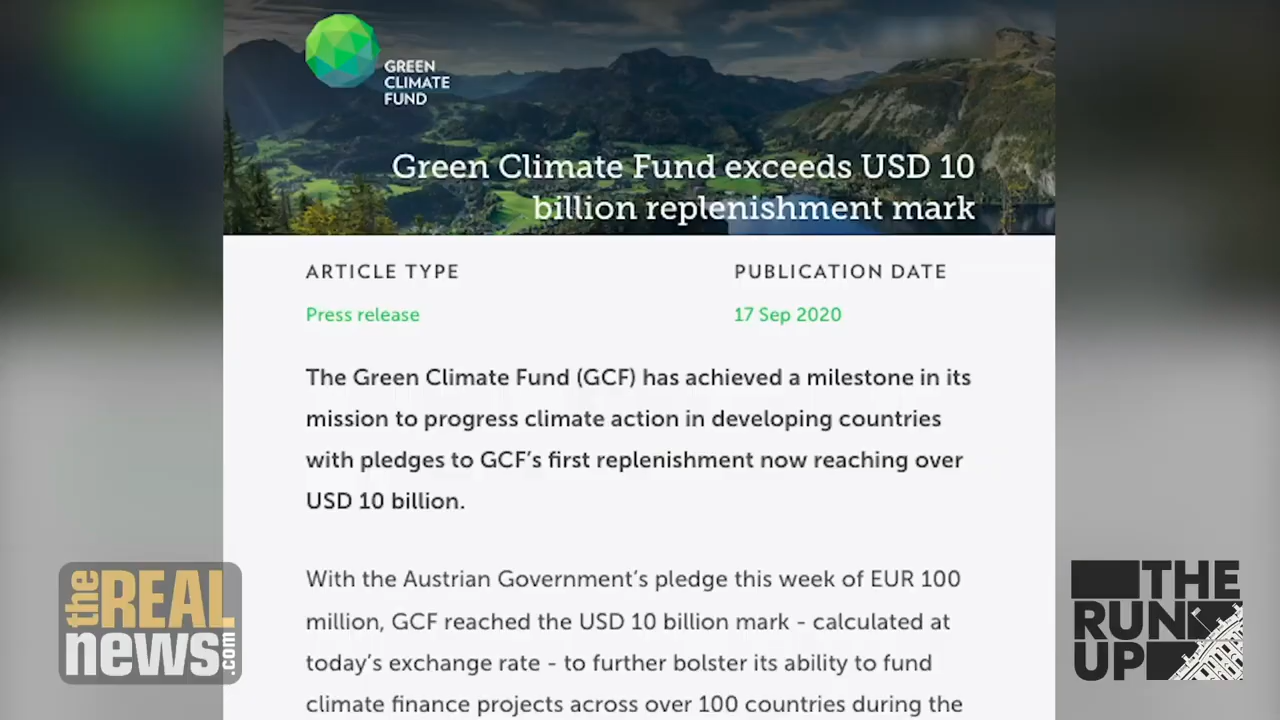 GREEN
CLIMATE
FUND
Green Climate Fund exceeds USD 10
billion replenishment mark
ARTICLE TYPE
PUBLICATION DATE
Press release
17 Sep 2020
The Green Climate Fund (GCF) has achieved a milestone in its
mission to progress climate action in developing countries
with pledges to GCF's first replenishment now reaching over
USD 10 billion.
With the Austrian Government's pledge this week of EUR 100
million, GCF reached the USD 10 billion mark - calculated at
today's exchange rate - to further bolster its ability to fund
climate finance projects across over 100 countries during the
the REAL
news.com
THE
RUN
UP